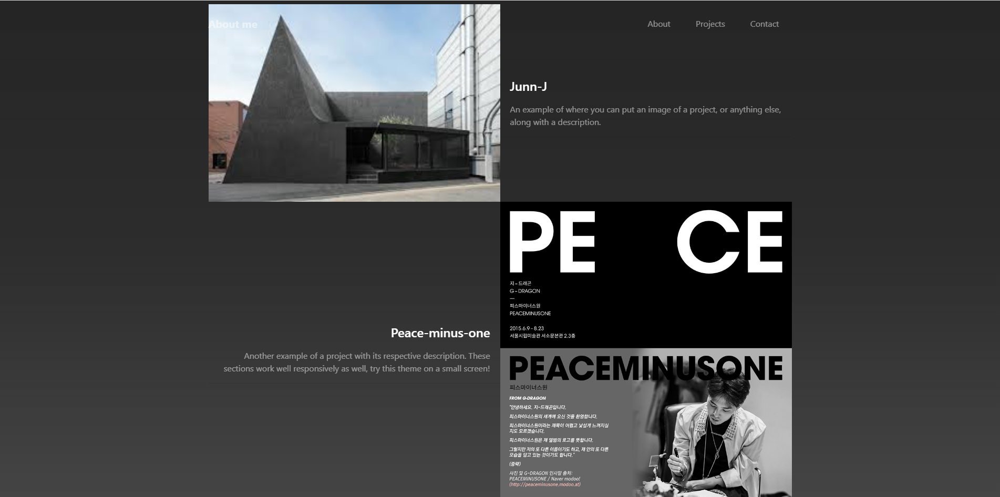 About me
About
Projects
Contact
Junn-J
An example of where you can put an image of a project, or anything else,
along with a description.
PE CE
지 – 드래곤
G – DRAGON
—
피스마이너스원
PEACEMINUSONE
2015.6.9 – 8.23
서울시립미술관 서소문본관 2,3층
Peace-minus-one
Another example of a project with its respective description. These
sections work well responsively as well, try this theme on a small screen!
PEACEMINUSONE
피스마이너스원
FROM G-DRAGON
"안녕하세요. 지-드래곤입니다.
피스마이너스원의 세계에 오신 것을 환영합니다.
피스마이너스원이라는 제목이 어렵고 낯설게 느껴지실
지도 모르겠습니다.
피스마이너스원은 제 앨범의 로고를 뜻합니다.
그렇지만 저의 또 다른 이름이기도 하고, 제 안의 또 다른
모습을 담고 있는 것이기도 합니다."
(중략)
사진 및 G-DRAGON 인사말 출처:
PEACEMINUSONE / Naver modoo!
(http://peaceminusone.modoo.at)